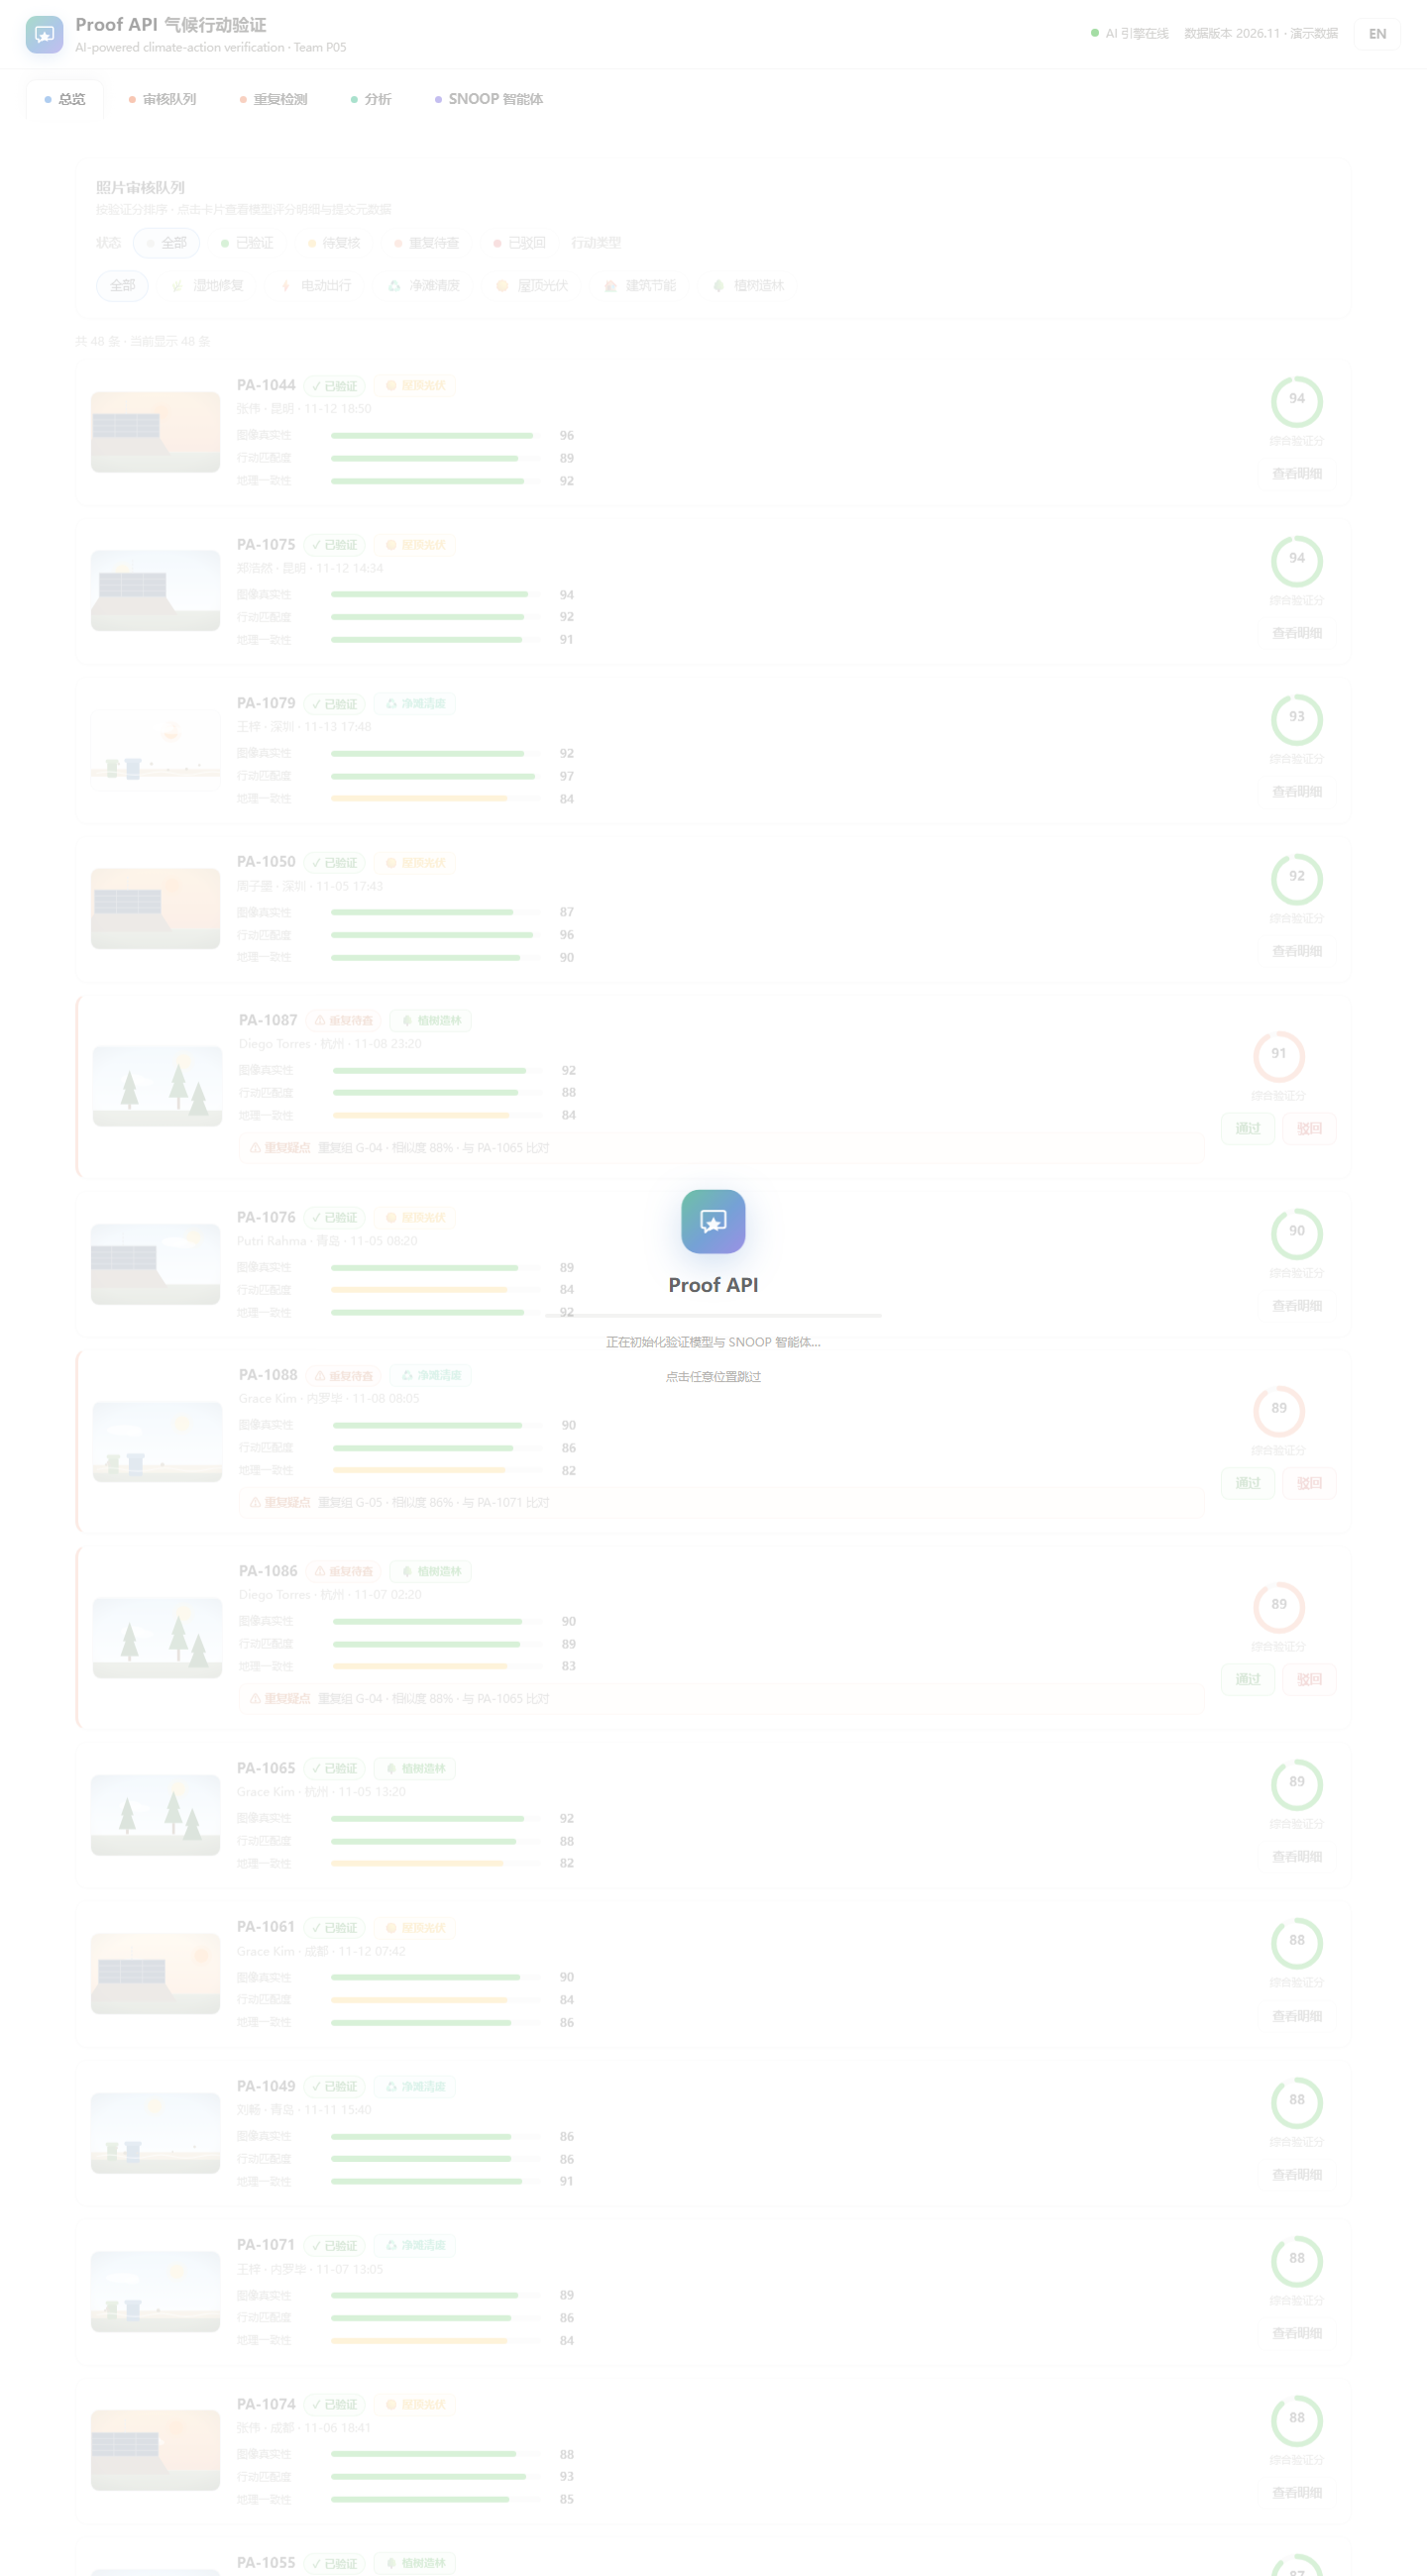 Proof API 气候行动验证
AI-powered climate-action verification · Team P05
AI 引擎在线 数据版本 2026.11 · 演示数据 EN
总览 审核队列 重复检测 分析 SNOOP 智能体
照片审核队列
按验证分排序 · 点击卡片查看模型评分明细与提交元数据
状态 全部 已验证 待复核 重复待查 已驳回 行动类型
全部 湿地修复 电动出行 净滩清废 屋顶光伏 建筑节能 植树造林
共 48 条 · 当前显示 48 条
PA-1044 ✓ 已验证 屋顶光伏
张伟 · 昆明 · 11-12 18:50
图像真实性 96
行动匹配度 89
地理一致性 92
94
综合验证分
查看明细
PA-1075 ✓ 已验证 屋顶光伏
郑浩然 · 昆明 · 11-12 14:34
图像真实性 94
行动匹配度 92
地理一致性 91
94
综合验证分
查看明细
PA-1079 ✓ 已验证 净滩清废
王梓 · 深圳 · 11-13 17:48
图像真实性 92
行动匹配度 97
地理一致性 84
93
综合验证分
查看明细
PA-1050 ✓ 已验证 屋顶光伏
周子墨 · 深圳 · 11-05 17:43
图像真实性 87
行动匹配度 96
地理一致性 90
92
综合验证分
查看明细
PA-1087 ⚠ 重复待查 植树造林
Diego Torres · 杭州 · 11-08 23:20
图像真实性 92
行动匹配度 88
地理一致性 84
⚠ 重复疑点 重复组 G-04 · 相似度 88% · 与 PA-1065 比对
91
综合验证分
通过 驳回
PA-1076 ✓ 已验证 屋顶光伏
Putri Rahma · 青岛 · 11-05 08:20
图像真实性 89
行动匹配度 84
地理一致性 92
90
综合验证分
查看明细
Proof API
正在初始化验证模型与 SNOOP 智能体...
点击任意位置跳过
PA-1088 ⚠ 重复待查 净滩清废
Grace Kim · 内罗毕 · 11-08 08:05
图像真实性 90
行动匹配度 86
地理一致性 82
⚠ 重复疑点 重复组 G-05 · 相似度 86% · 与 PA-1071 比对
89
综合验证分
通过 驳回
PA-1086 ⚠ 重复待查 植树造林
Diego Torres · 杭州 · 11-07 02:20
图像真实性 90
行动匹配度 89
地理一致性 83
⚠ 重复疑点 重复组 G-04 · 相似度 88% · 与 PA-1065 比对
89
综合验证分
通过 驳回
PA-1065 ✓ 已验证 植树造林
Grace Kim · 杭州 · 11-05 13:20
图像真实性 92
行动匹配度 88
地理一致性 82
89
综合验证分
查看明细
PA-1061 ✓ 已验证 屋顶光伏
Grace Kim · 成都 · 11-12 07:42
图像真实性 90
行动匹配度 84
地理一致性 86
88
综合验证分
查看明细
PA-1049 ✓ 已验证 净滩清废
刘畅 · 青岛 · 11-11 15:40
图像真实性 86
行动匹配度 86
地理一致性 91
88
综合验证分
查看明细
PA-1071 ✓ 已验证 净滩清废
王梓 · 内罗毕 · 11-07 13:05
图像真实性 89
行动匹配度 86
地理一致性 84
88
综合验证分
查看明细
PA-1074 ✓ 已验证 屋顶光伏
张伟 · 成都 · 11-06 18:41
图像真实性 88
行动匹配度 93
地理一致性 85
88
综合验证分
查看明细
PA-1055 ✓ 已验证 植树造林
87